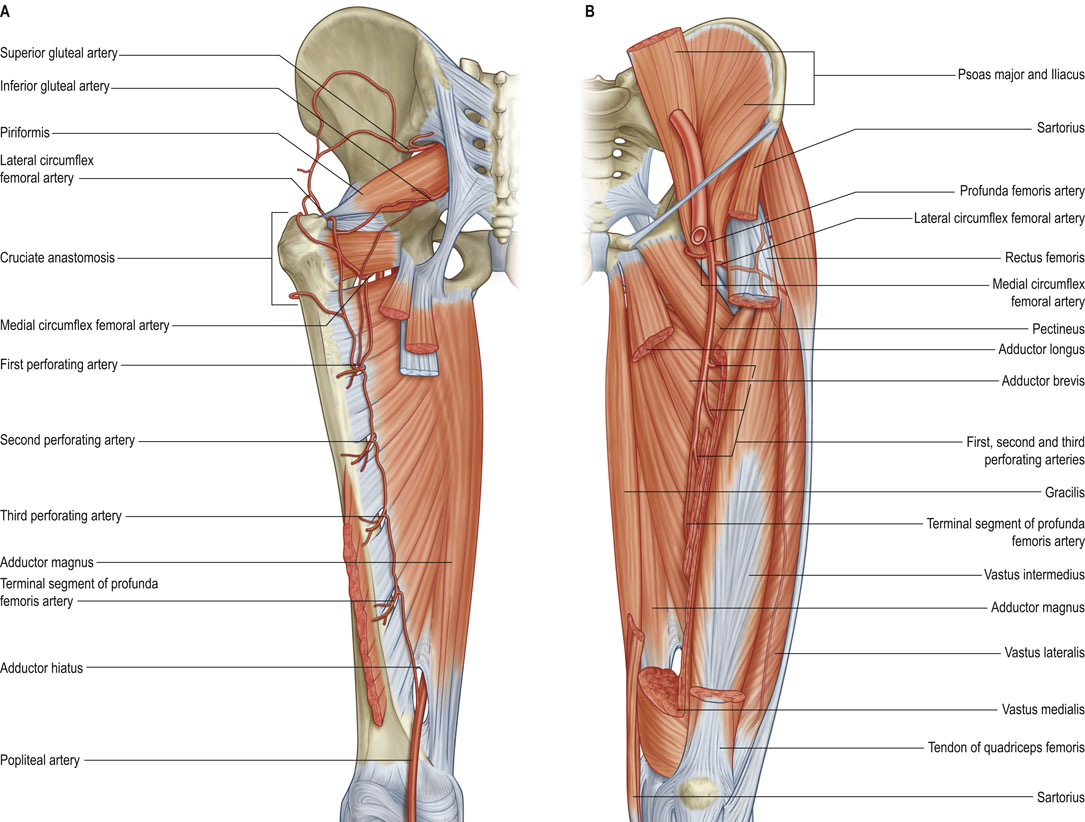 A
Superior gluteal artery
Inferior gluteal artery
Piriformis
Lateral circumflex
femoral artery
Cruciate anastomosis
Medial circumflex femoral artery
First perforating artery
Second perforating artery
Third perforating artery
Adductor magnus
Terminal segment of profunda
femoris artery
Adductor hiatus
Popliteal artery
B
Psoas major and Iliacus
Sartorius
Profunda femoris artery
Lateral circumflex femoral artery
Rectus femoris
Medial circumflex
femoral artery
Pectineus
Adductor longus
Adductor brevis
First, second and third
perforating arteries
Gracilis
Terminal segment of profunda
femoris artery
Vastus intermedius
Adductor magnus
Vastus lateralis
Vastus medialis
Tendon of quadriceps femoris
Sartorius